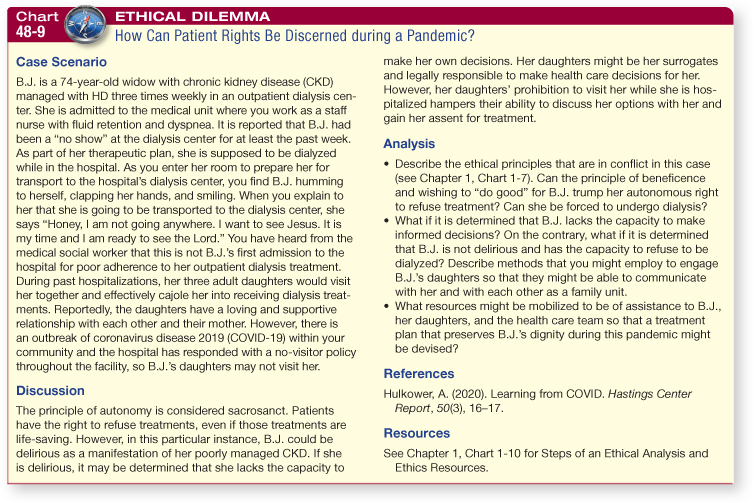 Chart
48-9
ETHICAL DILEMMA
How Can Patient Rights Be Discerned during a Pandemic?
Case Scenario
B.J. is a 74-year-old widow with chronic kidney disease (CKD)
managed with HD three times weekly in an outpatient dialysis cen-
ter. She is admitted to the medical unit where you work as a staff
nurse with fluid retention and dyspnea. It is reported that B.J. had
been a “no show” at the dialysis center for at least the past week.
As part of her therapeutic plan, she is supposed to be dialyzed
while in the hospital. As you enter her room to prepare her for
transport to the hospital’s dialysis center, you find B.J. humming
to herself, clapping her hands, and smiling. When you explain to
her that she is going to be transported to the dialysis center, she
says “Honey, I am not going anywhere. I want to see Jesus. It is
my time and I am ready to see the Lord.” You have heard from the
medical social worker that this is not B.J.’s first admission to the
hospital for poor adherence to her outpatient dialysis treatment.
During past hospitalizations, her three adult daughters would visit
her together and effectively cajole her into receiving dialysis treat-
ments. Reportedly, the daughters have a loving and supportive
relationship with each other and their mother. However, there is
an outbreak of coronavirus disease 2019 (COVID-19) within your
community and the hospital has responded with a no-visitor policy
throughout the facility, so B.J.’s daughters may not visit her.
Discussion
The principle of autonomy is considered sacrosanct. Patients
have the right to refuse treatments, even if those treatments are
life-saving. However, in this particular instance, B.J. could be
delirious as a manifestation of her poorly managed CKD. If she
is delirious, it may be determined that she lacks the capacity to
make her own decisions. Her daughters might be her surrogates
and legally responsible to make health care decisions for her.
However, her daughters’ prohibition to visit her while she is hos-
pitalized hampers their ability to discuss her options with her and
gain her assent for treatment.
Analysis
• Describe the ethical principles that are in conflict in this case
(see Chapter 1, Chart 1-7). Can the principle of beneficence
and wishing to “do good” for B.J. trump her autonomous right
to refuse treatment? Can she be forced to undergo dialysis?
• What if it is determined that B.J. lacks the capacity to make
informed decisions? On the contrary, what if it is determined
that B.J. is not delirious and has the capacity to refuse to be
dialyzed? Describe methods that you might employ to engage
B.J.’s daughters so that they might be able to communicate
with her and with each other as a family unit.
• What resources might be mobilized to be of assistance to B.J.,
her daughters, and the health care team so that a treatment
plan that preserves B.J.’s dignity during this pandemic might
be devised?
References
Hulkower, A. (2020). Learning from COVID. Hastings Center
Report, 50(3), 16–17.
Resources
See Chapter 1, Chart 1-10 for Steps of an Ethical Analysis and
Ethics Resources.